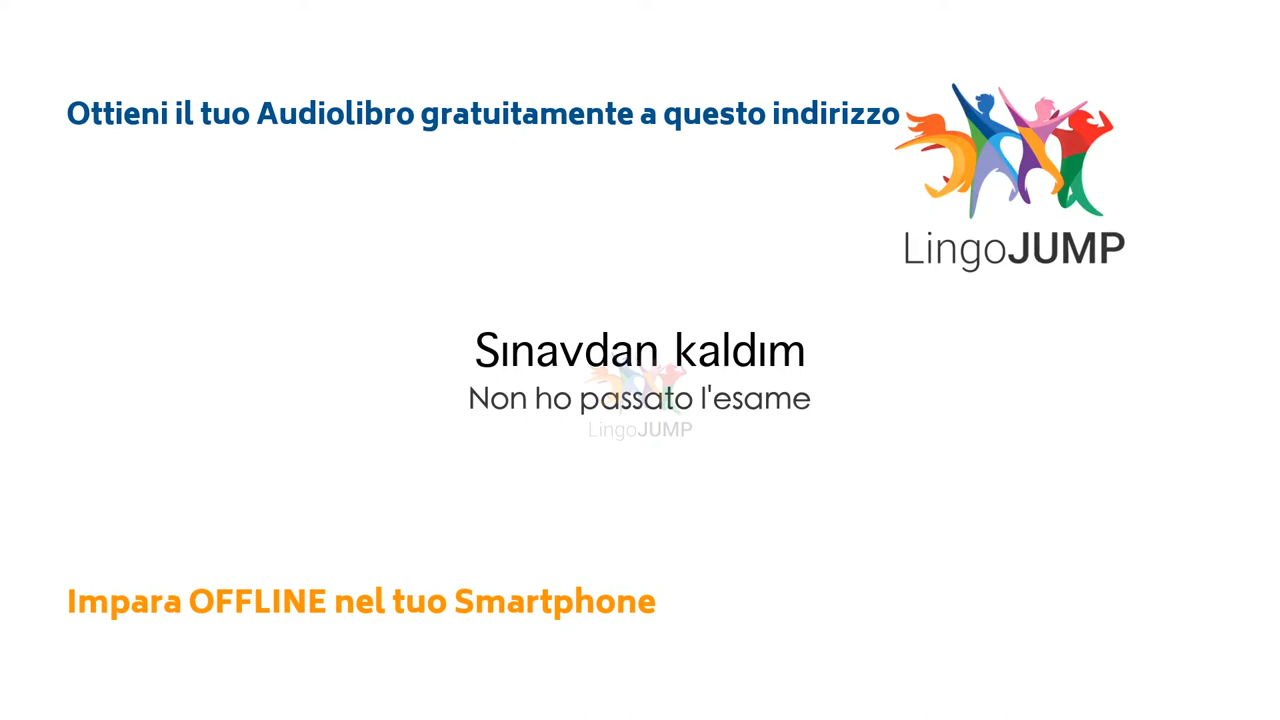 Ottieni il tuo Audiolibro gratuitamente a questo indirizzo
LingoJUMP
Sınavdan kaldım
Non ho passato l'esame
LingoJUMP
Impara OFFLINE nel tuo Smartphone